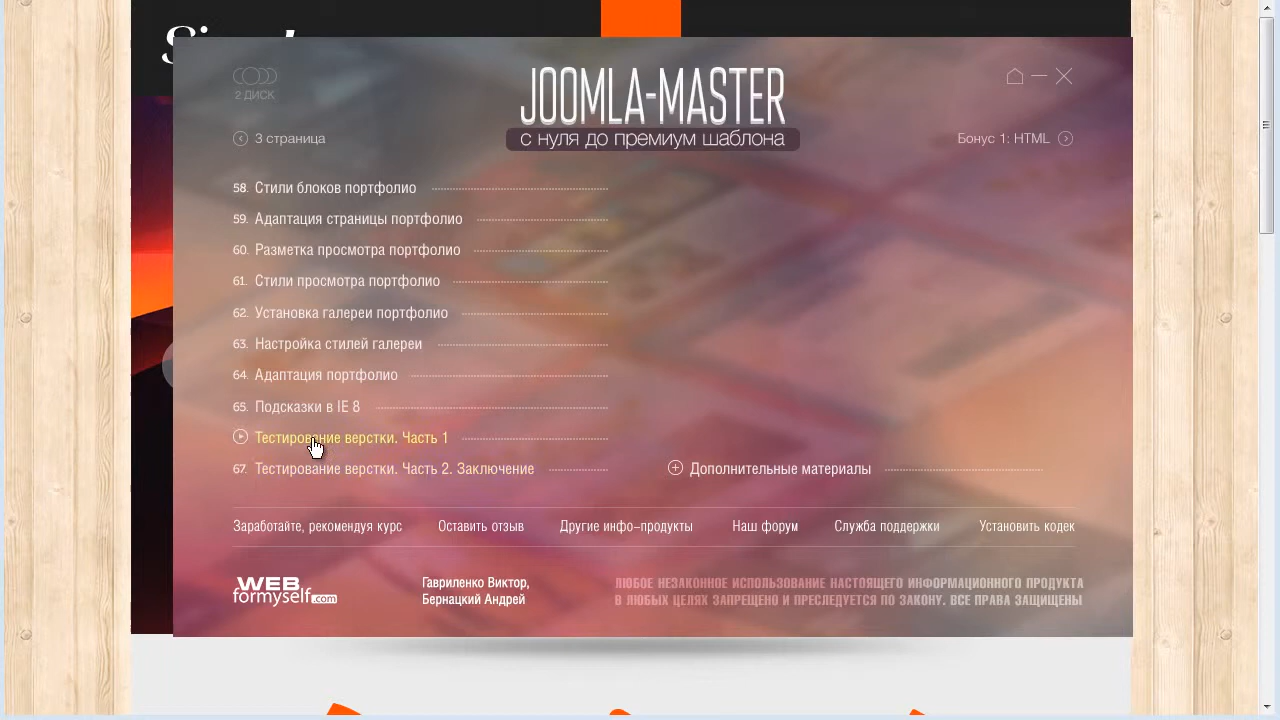 2 ДИСК
JOOMLA-MASTER
с нуля до премиум шаблона
3 страница
Бонус 1: HTML
58. Стили блоков портфолио
59. Адаптация страницы портфолио
60. Разметка просмотра портфолио
61. Стили просмотра портфолио
62. Установка галереи портфолио
63. Настройка стилей галереи
64. Адаптация портфолио
65. Подсказки в IE 8
Тестирование верстки. Часть 1
67. Тестирование верстки. Часть 2. Заключение
Дополнительные материалы
Заработайте, рекомендуя курс Оставить отзыв Другие инфо-продукты Наш форум Служба поддержки Установить кодек
WEB
formyself.com
Гавриленко Виктор,
Бернацкий Андрей
ЛЮБОЕ НЕЗАКОННОЕ ИСПОЛЬЗОВАНИЕ НАСТОЯЩЕГО ИНФОРМАЦИОННОГО ПРОДУКТА
В ЛЮБЫХ ЦЕЛЯХ ЗАПРЕЩЕНО И ПРЕСЛЕДУЕТСЯ ПО ЗАКОНУ. ВСЕ ПРАВА ЗАЩИЩЕНЫ